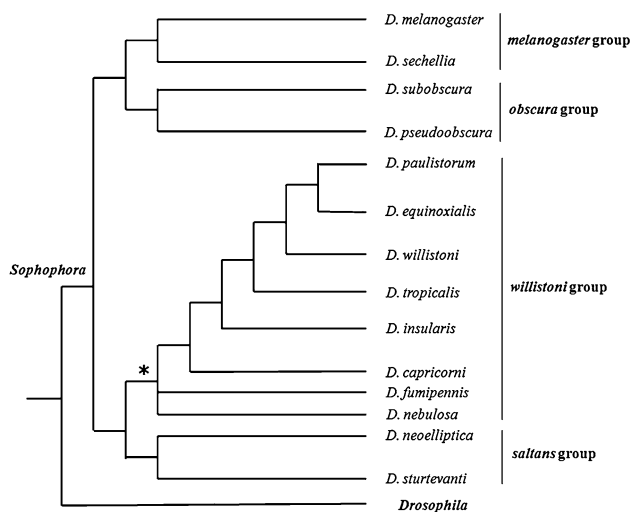 D. melanogaster
melanogaster group
D. sechellia
D. subobscura
obscura group
D. pseudoobscura
D. paulistorum
D. equinoxialis
D. willistoni
Sophophora
willistoni group
D. tropicalis
D. insularis
*
D. capricorni
D. fumipennis
D. nebulosa
D. neoelliptica
saltans group
D. sturtevanti
Drosophila